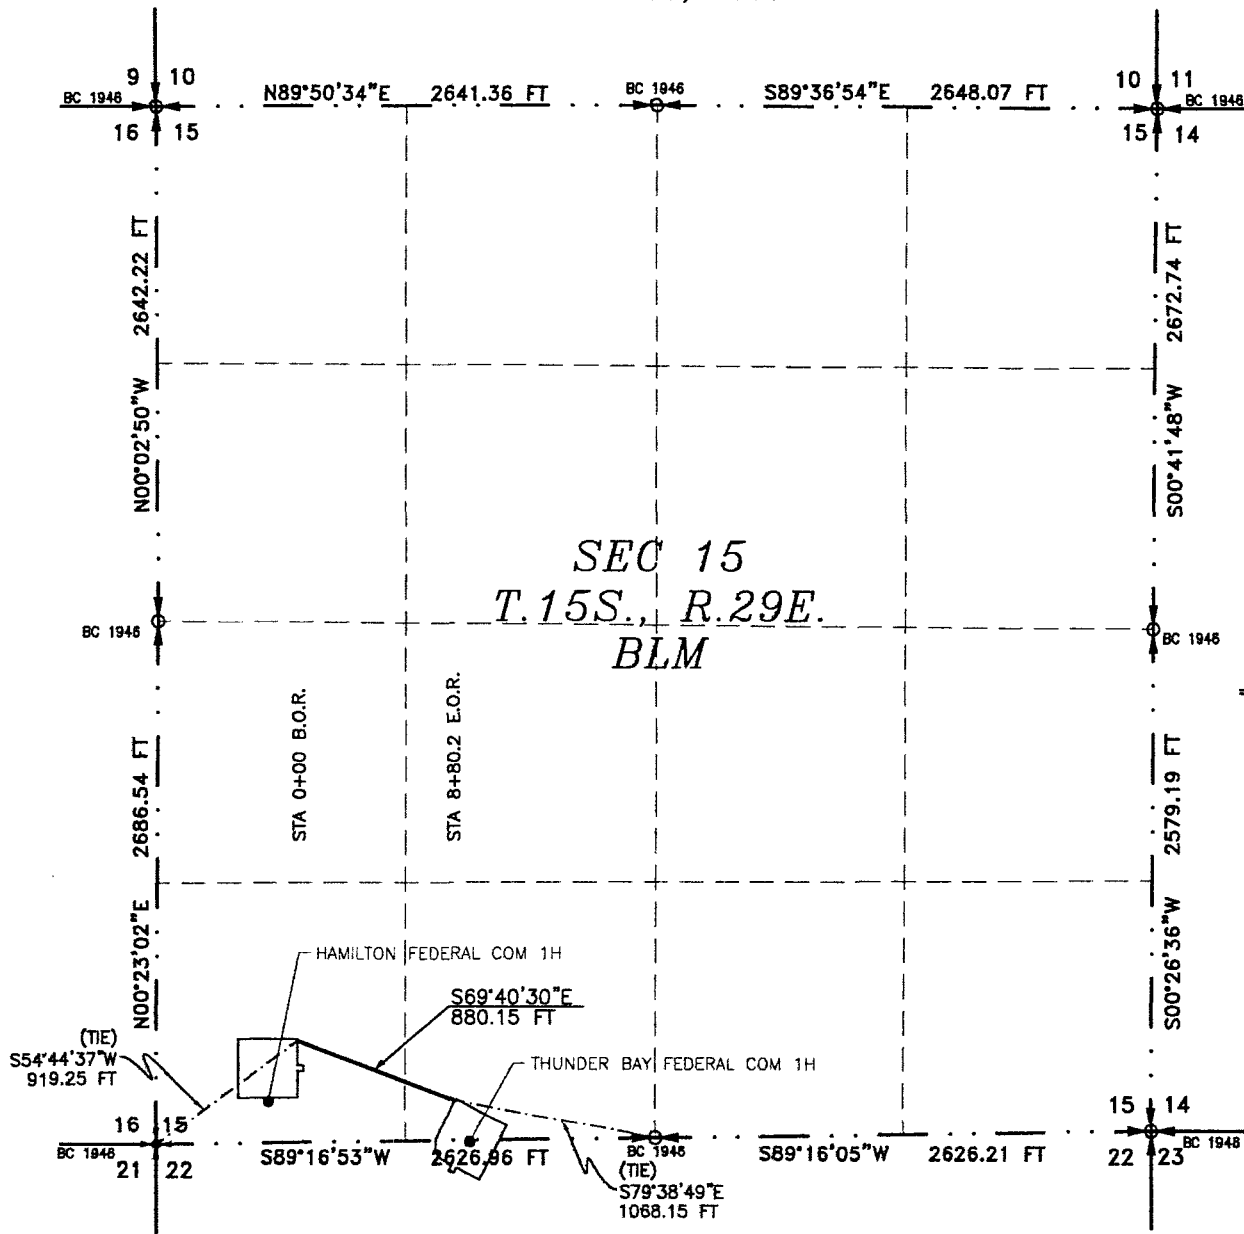 9 10
BC 1946
16 15
N89°50'34"E 2641.36 FT
BC 1946
S89°36'54"E 2648.07 FT
10 11
BC 1946
15 14
N00°02'50"W 2642.22 FT
S00°41'48"W 2672.74 FT
SEC 15
T.15S., R.29E.
BLM
BC 1946
BC 1946
STA 0+00 B.O.R.
STA 8+80.2 E.O.R.
N00°23'02"E 2686.54 FT
S00°26'36"W 2579.19 FT
HAMILTON FEDERAL COM 1H
S69°40'30"E
880.15 FT
(TIE)
S54°44'37"W
919.25 FT
THUNDER BAY FEDERAL COM 1H
16 15
BC 1946
21 22
S89°16'53"W 2626.96 FT
BC 1946
(TIE)
S79°38'49"E
1068.15 FT
S89°16'05"W 2626.21 FT
15 14
BC 1946
22 23